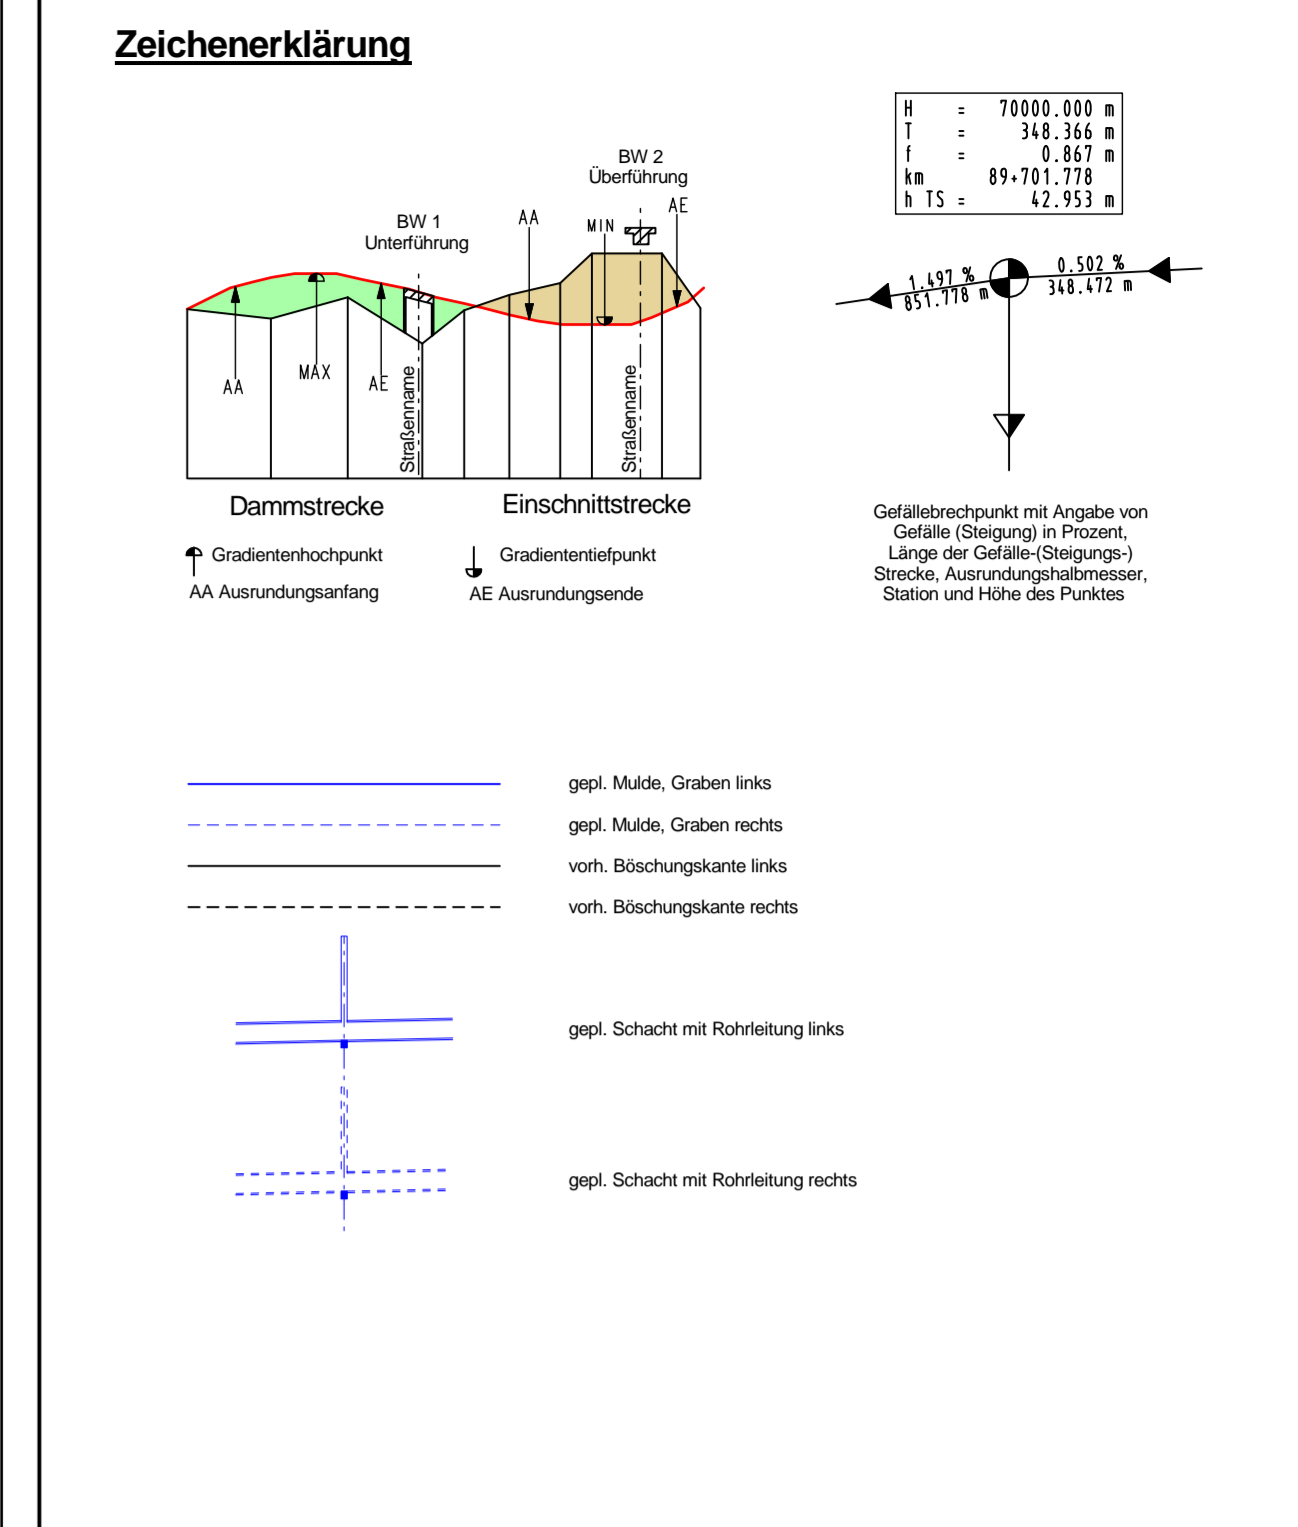 Zeichenerklärung
H = 70000.000 m
T = 348.366 m
f = 0.867 m
km 89+701.778
h TS = 42.953 m
BW 2
Überführung
BW 1
Unterführung
AA
MIN
AE
AA
MAX
AE
Straßenname
Straßenname
1.497 %
851.778 m
0.502 %
348.472 m
Dammstrecke
Einschnittstrecke
Gradientenhochpunkt
Gradiententiefpunkt
AA Ausrundungsanfang
AE Ausrundungsende
Gefällebrechpunkt mit Angabe von
Gefälle (Steigung) in Prozent,
Länge der Gefälle-(Steigungs-)
Strecke, Ausrundungshalbmesser,
Station und Höhe des Punktes
gepl. Mulde, Graben links
gepl. Mulde, Graben rechts
vorh. Böschungskante links
vorh. Böschungskante rechts
gepl. Schacht mit Rohrleitung links
gepl. Schacht mit Rohrleitung rechts